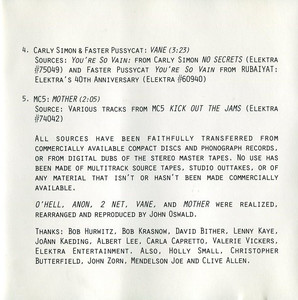 4. Carly Simon & Faster Pussycat: Vane (3:23)
Sources: You're So Vain: from Carly Simon No Secrets (Elektra
#75049) and Faster Pussycat You're So Vain from Rubaiyat:
Elektra's 40th Anniversary (Elektra #60940)
5. MC5: Mother (2:05)
Source: Various tracks from MC5 Kick Out The Jams (Elektra
#74042)
All sources have been faithfully transferred from
commercially available compact discs and phonograph records,
or from digital dubs of the stereo master tapes. No use has
been made of multitrack source tapes, studio outtakes, or of
any material that isn't or hasn't been made commercially
available.
O'Hell, Anon, 2 Net, Vane, and Mother were realized,
rearranged and reproduced by John Oswald.
Thanks: Bob Hurwitz, Bob Krasnow, David Bither, Lenny Kaye,
JoAnn Kaeding, Albert Lee, Carla Capretto, Valerie Vickers,
Elektra Entertainment. Also, Holly Small, Christopher
Butterfield, John Zorn, Mendelson Joe and Clive Allen.